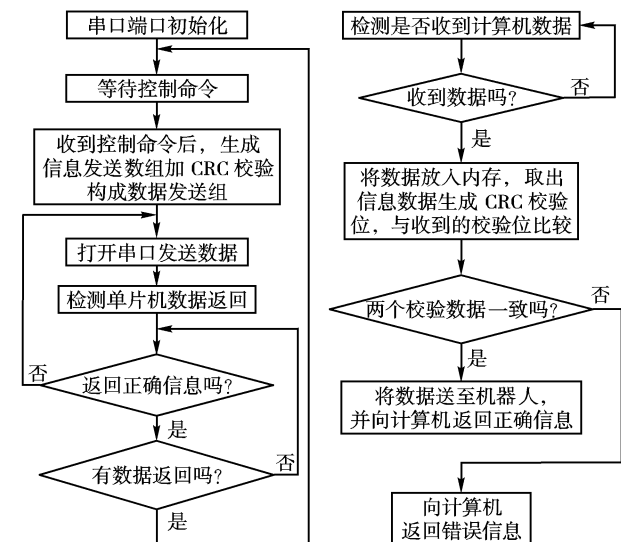 串口端口初始化
等待控制命令
收到控制命令后，生成
信息发送数组加 CRC 校验
构成数据发送组
打开串口发送数据
检测单片机数据返回
否
返回正确信息吗?
是
有数据返回吗?
否
是
检测是否收到计算机数据
收到数据吗?
否
是
将数据放入内存，取出
信息数据生成 CRC 校验
位，与收到的校验位比较
两个校验数据一致吗?
否
是
将数据送至机器人，
并向计算机返回正确信息
向计算机
返回错误信息